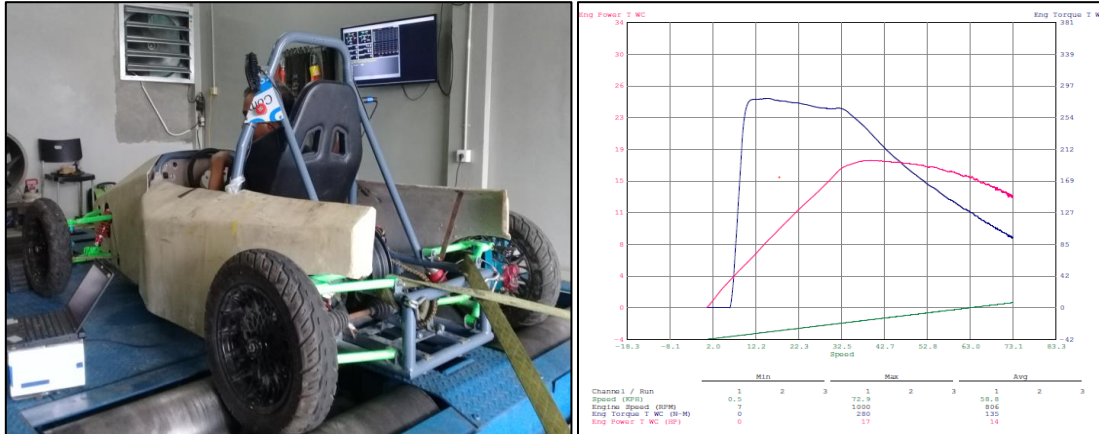 Eng Power T WC
Eng Torque T W
34 381
30 339
26 297
23 254
19 212
15 169
11 127
8 85
4 42
0 0
-4 -42
-18.3 -8.1 2.0 12.2 22.3 32.5 42.7 52.8 63.0 73.1 83.3
Speed
Min Max Avg
Channel / Run 1 2 3 1 2 3 1 2 3
Speed (KPH) 0.5 72.9 58.8
Engine Speed (RPM) 7 1000 806
Eng Torque T WC (N-M) 0 280 135
Eng Power T WC (HP) 0 17 14